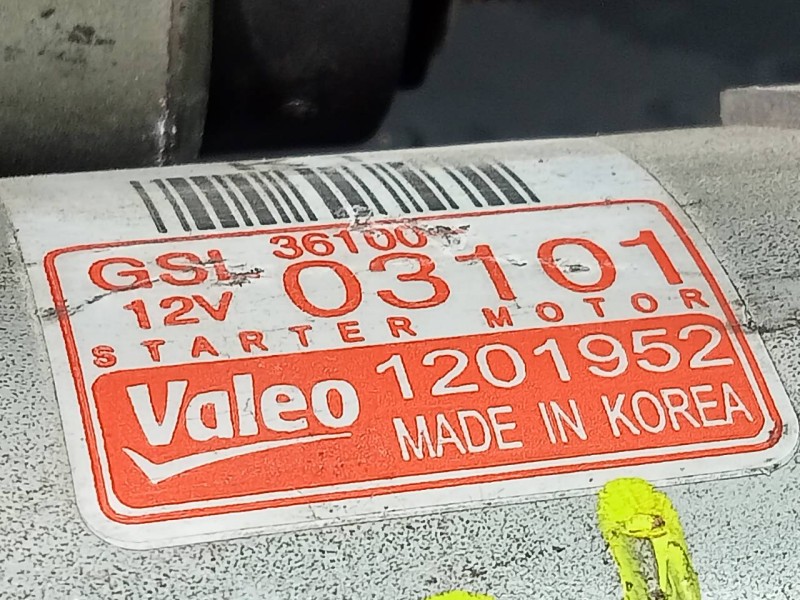 GSL 36100-
12V 03101
STARTER MOTOR
Valeo 1201952
MADE IN KOREA